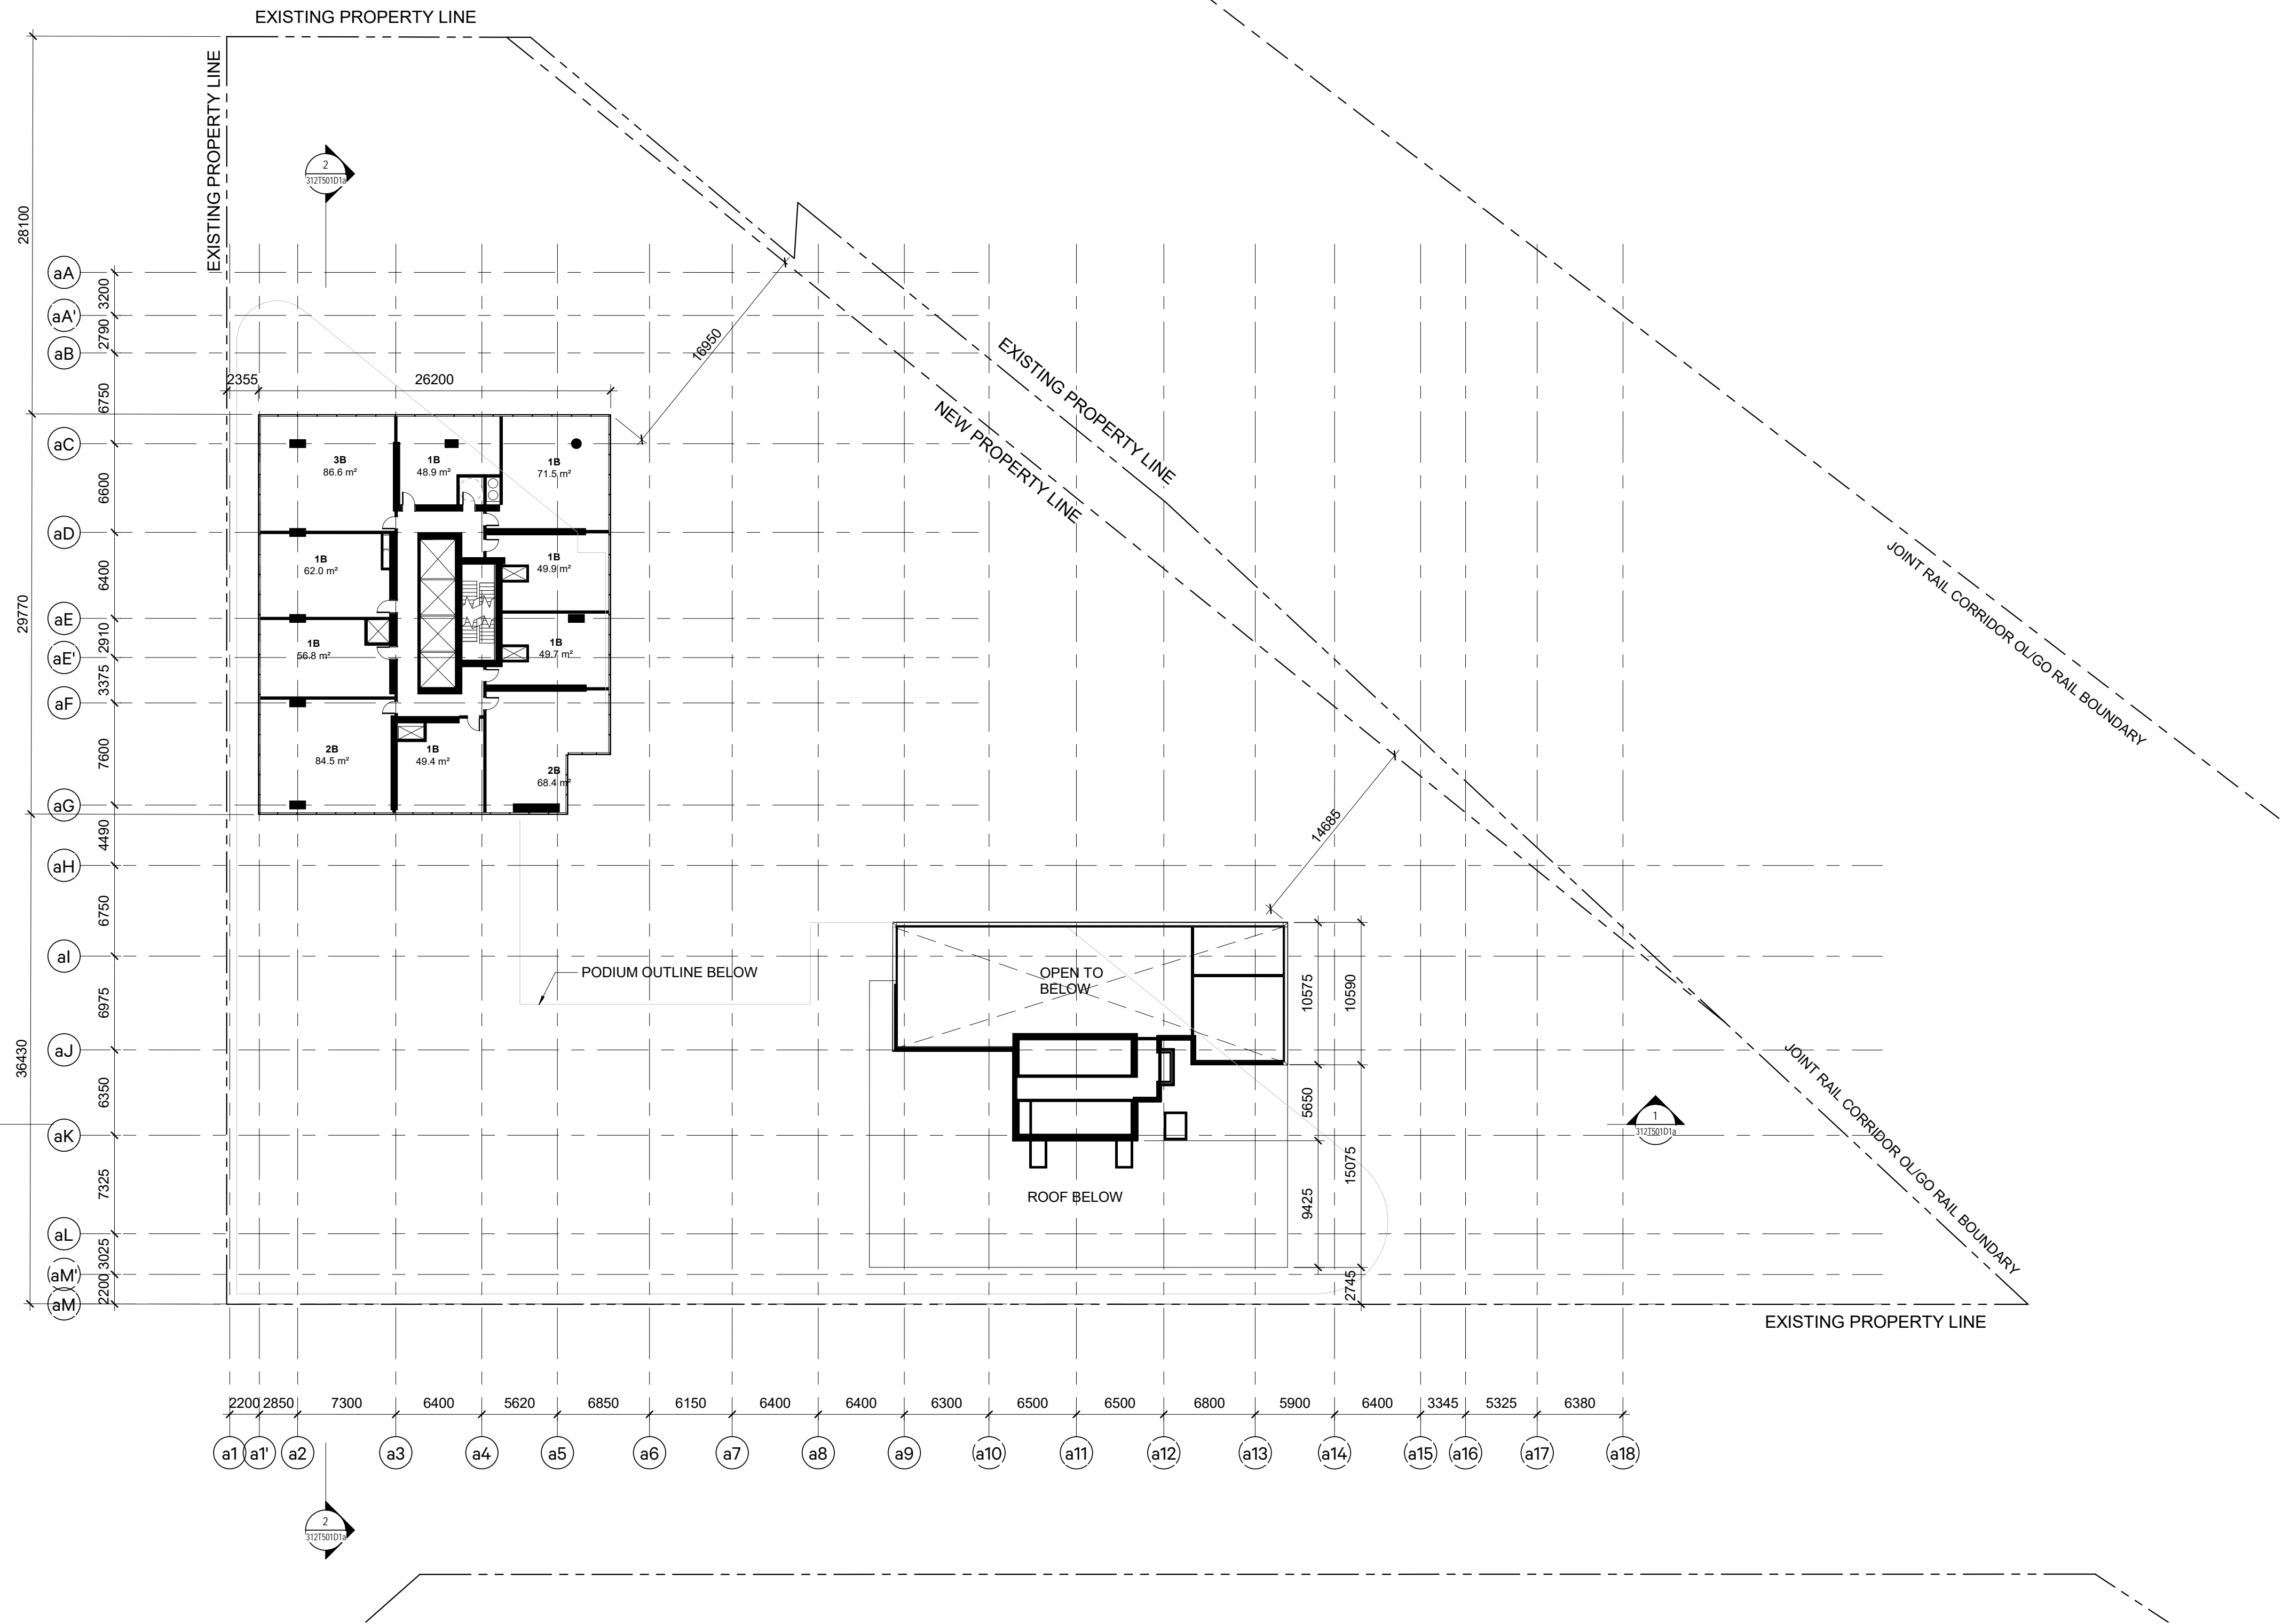 EXISTING PROPERTY LINE
EXISTING PROPERTY LINE
2
312T501D1a
28100
aA
3200
aA'
2790
aB
6750
16950
EXISTING PROPERTY LINE
NEW PROPERTY LINE
2355
26200
aC
3B
86.6 m²
1B
48.9 m²
1B
71.5 m²
6600
aD
1B
62.0 m²
1B
49.9 m²
6400
JOINT RAIL CORRIDOR OL/GO RAIL BOUNDARY
29770
aE
2910
1B
56.8 m²
1B
49.7 m²
aE'
3375
aF
7600
2B
84.5 m²
1B
49.4 m²
2B
68.4 m²
aG
4490
14685
aH
6750
aI
PODIUM OUTLINE BELOW
OPEN TO
BELOW
10575
10590
6975
36430
aJ
JOINT RAIL CORRIDOR OL/GO RAIL BOUNDARY
6350
5650
1
312T501D1a
aK
7325
15075
ROOF BELOW
9425
aL
3025
aM'
2200
2745
aM
EXISTING PROPERTY LINE
2200 2850 7300 6400 5620 6850 6150 6400 6400 6300 6500 6500 6800 5900 6400 3345 5325 6380
a1 a1' a2 a3 a4 a5 a6 a7 a8 a9 a10 a11 a12 a13 a14 a15 a16 a17 a18
2
312T501D1a